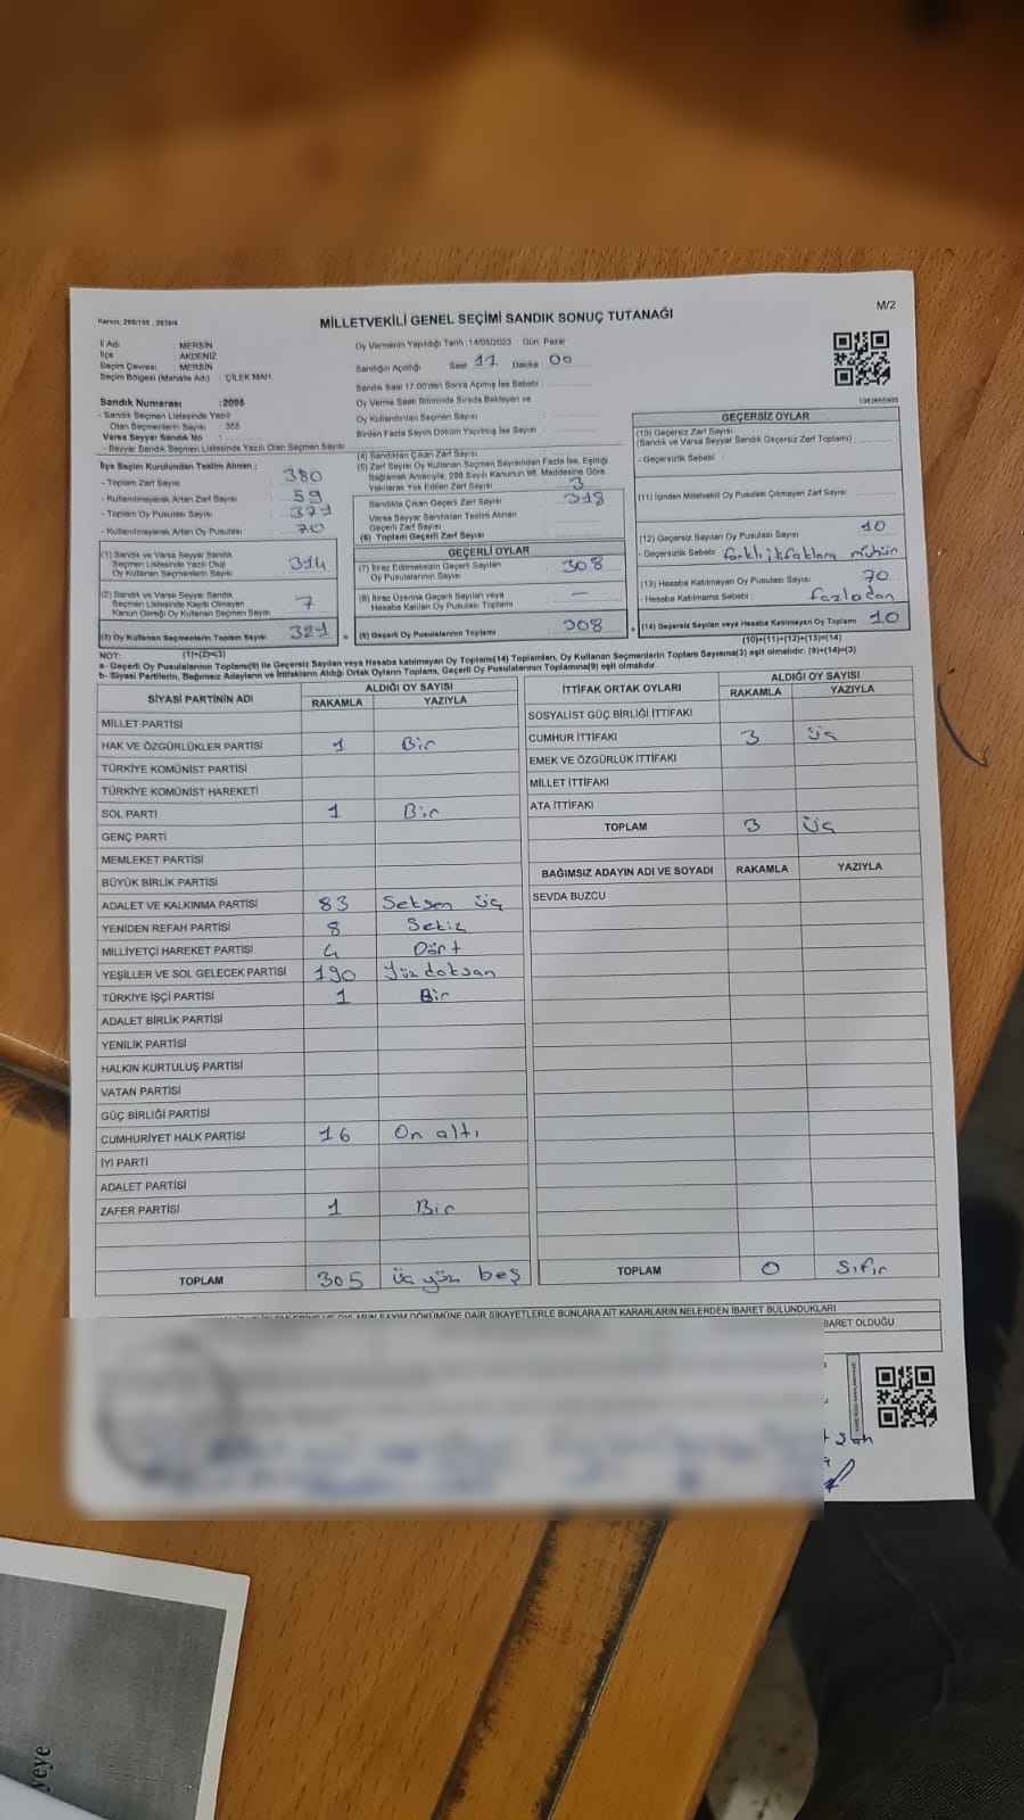 M/2
MİLLETVEKİLİ GENEL SEÇİMİ SANDIK SONUÇ TUTANAĞI
İl Adı : MERSİN
İlçe : AKDENİZ
Seçim Çevresi : MERSİN
Seçim Bölgesi (Mahalle Adı) : ÇİLEK MAH.
Oy Vermenin Yapıldığı Tarih :14/05/2023 Gün Pazar
Sandığın Açıldığı Saat 17 Dakika 00
Sandık Saat 17.00'den Sonra Açılmış İse Sebebi
Oy Verme Saati Bitiminde Sırada Bekleyen ve
Oy Kullandırılan Seçmen Sayısı
Birden Fazla Sayım Döküm Yapılmış İse Sayısı
Sandık Numarası
- Sandık Seçmen Listesinde Yazılı
Olan Seçmenlerin Sayısı
Varsa Seyyar Sandık No
- Seyyar Sandık Seçmen Listesinde Yazılı Olan Seçmen Sayısı
İlçe Seçim Kurulundan Teslim Alınan ;
- Toplam Zarf Sayısı 380
- Kullanılmayarak Artan Zarf Sayısı 59
- Toplam Oy Pusulası Sayısı
- Kullanılmayarak Artan Oy Pusulası 70
(1) Sandık ve Varsa Seyyar Sandık
Seçmen Listesinde Yazılı Olup
Oy Kullanan Seçmenlerin Sayısı 314
(2) Sandık ve Varsa Seyyar Sandık
Seçmen Listesinde Kayıtlı Olmayan
Kanun Gereği Oy Kullanan Seçmen Sayısı 7
(3) Oy Kullanan Seçmenlerin Toplam Sayısı 321
(1)+(2)=(3)
(4) Sandıktan Çıkan Zarf Sayısı
(5) Zarf Sayısı Oy Kullanan Seçmen Sayısından Fazla İse, Eşitliği
Sağlamak Amacıyla, 298 Sayılı Kanunun 98. Maddesine Göre
Yakılarak Yok Edilen Zarf Sayısı 3
Sandıkta Çıkan Geçerli Zarf Sayısı 318
Varsa Seyyar Sandıktan Teslim Alınan
Geçerli Zarf Sayısı
(6) Toplam Geçerli Zarf Sayısı
GEÇERLİ OYLAR
(7) İtiraz Edilmeksizin Geçerli Sayılan
Oy Pusulalarının Sayısı 308
(8) İtiraz Üzerine Geçerli Sayılan veya
Hesaba Katılan Oy Pusulası Toplamı —
(9) Geçerli Oy Pusulalarının Toplamı 308
GEÇERSİZ OYLAR
(10) Geçersiz Zarf Sayısı
(Sandık ve Varsa Seyyar Sandık Geçersiz Zarf Toplamı)
- Geçersizlik Sebebi
(11) İçinden Milletvekili Oy Pusulası Çıkmayan Zarf Sayısı
(12) Geçersiz Sayılan Oy Pusulası Sayısı 10
- Geçersizlik Sebebi farklı ittifaklara mühür
(13) Hesaba Katılmayan Oy Pusulası Sayısı 70
- Hesaba Katılmama Sebebi : fazladan
(14) Geçersiz Sayılan veya Hesaba Katılmayan Oy Toplamı 10
(10)+(11)+(12)+(13)=(14)
NOT:
a- Geçerli Oy Pusulalarının Toplamı(9) ile Geçersiz Sayılan veya Hesaba katılmayan Oy Toplamı(14) Toplamları, Oy Kullanan Seçmenlerin Toplam Sayısına(3) eşit olmalıdır. (9)+(14)=(3)
b- Siyasi Partilerin, Bağımsız Adayların ve İttifakların Aldığı Ortak Oyların Toplamı, Geçerli Oy Pusulalarının Toplamına(9) eşit olmalıdır.
SİYASİ PARTİNİN ADI ALDIĞI OY SAYISI
RAKAMLA YAZIYLA
MİLLET PARTİSİ
HAK VE ÖZGÜRLÜKLER PARTİSİ 1 Bir
TÜRKİYE KOMÜNİST PARTİSİ
TÜRKİYE KOMÜNİST HAREKETİ
SOL PARTİ 1 Bir
GENÇ PARTİ
MEMLEKET PARTİSİ
BÜYÜK BİRLİK PARTİSİ
ADALET VE KALKINMA PARTİSİ 83 Seksen üç
YENİDEN REFAH PARTİSİ 8 Sekiz
MİLLİYETÇİ HAREKET PARTİSİ 4 Dört
YEŞİLLER VE SOL GELECEK PARTİSİ 190 Yüz doksan
TÜRKİYE İŞÇİ PARTİSİ 1 Bir
ADALET BİRLİK PARTİSİ
YENİLİK PARTİSİ
HALKIN KURTULUŞ PARTİSİ
VATAN PARTİSİ
GÜÇ BİRLİĞİ PARTİSİ
CUMHURİYET HALK PARTİSİ 16 On altı
İYİ PARTİ
ADALET PARTİSİ
ZAFER PARTİSİ 1 Bir
TOPLAM 305 üç yüz beş
İTTİFAK ORTAK OYLARI ALDIĞI OY SAYISI
RAKAMLA YAZIYLA
SOSYALİST GÜÇ BİRLİĞİ İTTİFAKI
CUMHUR İTTİFAKI 3 üç
EMEK VE ÖZGÜRLÜK İTTİFAKI
MİLLET İTTİFAKI
ATA İTTİFAKI
TOPLAM 3 üç
BAĞIMSIZ ADAYIN ADI VE SOYADI RAKAMLA YAZIYLA
SEVDA BUZCU
TOPLAM 0 Sıfır
SAYIM DÖKÜMÜNE DAİR ŞİKAYETLERLE BUNLARA AİT KARARLARIN NELERDEN İBARET BULUNDUKLARI
İBARET OLDUĞU
veye